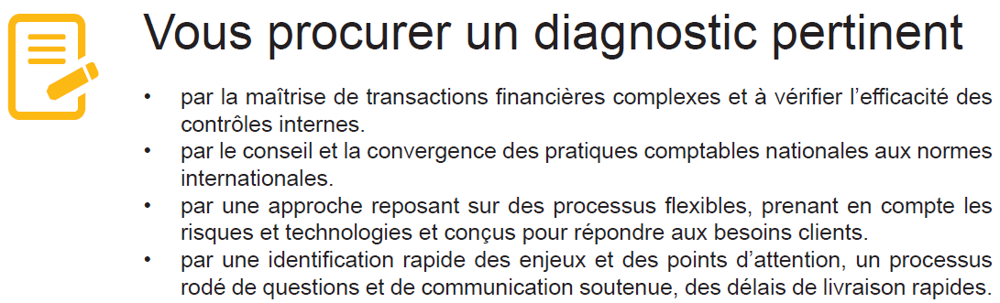 Vous procurer un diagnostic pertinent
• par la maîtrise de transactions financières complexes et à vérifier l’efficacité des
contrôles internes.
• par le conseil et la convergence des pratiques comptables nationales aux normes
internationales.
• par une approche reposant sur des processus flexibles, prenant en compte les
risques et technologies et conçus pour répondre aux besoins clients.
• par une identification rapide des enjeux et des points d’attention, un processus
rodé de questions et de communication soutenue, des délais de livraison rapides.